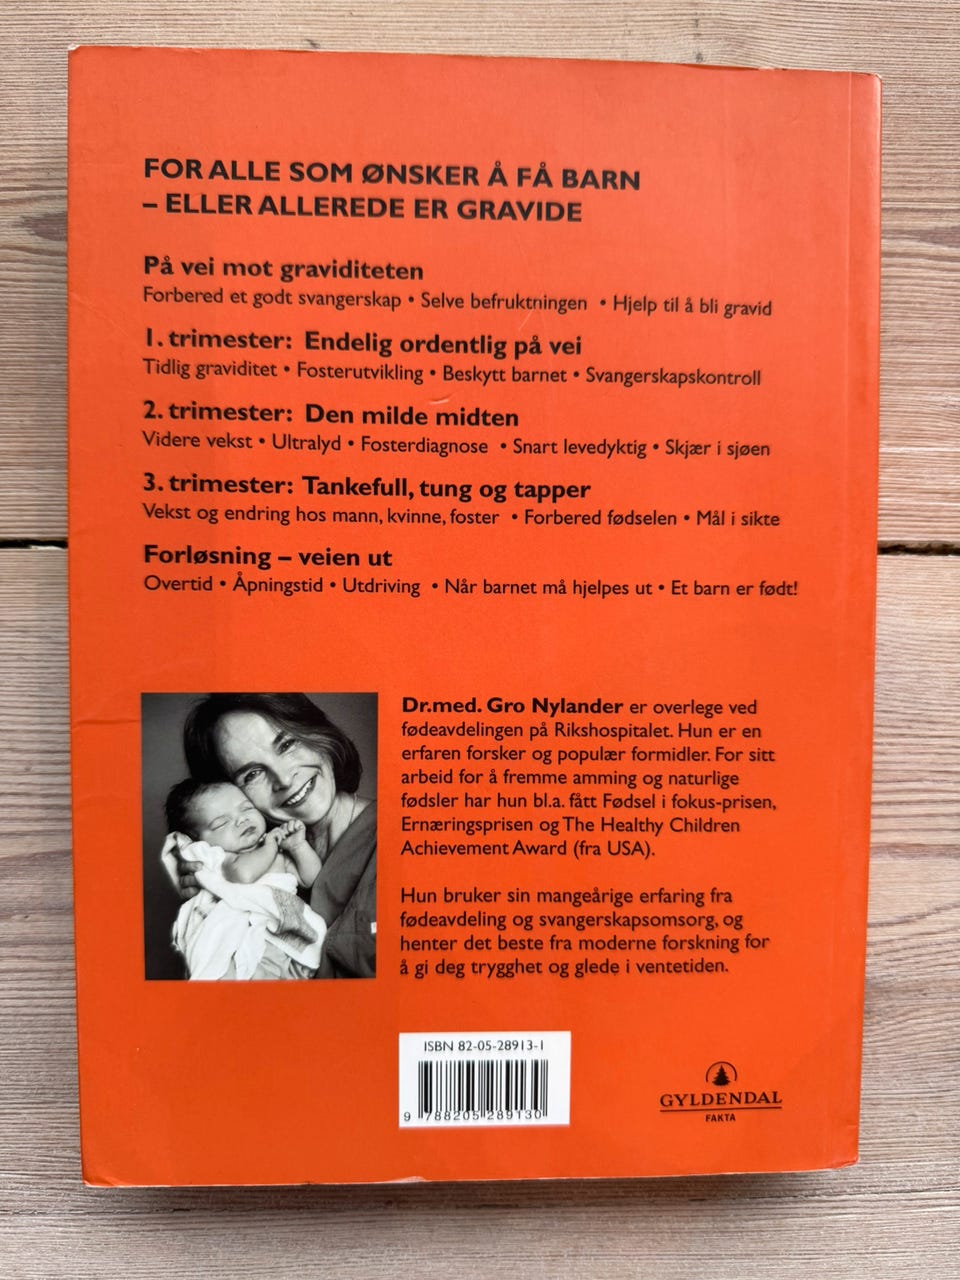 FOR ALLE SOM ØNSKER Å FÅ BARN
– ELLER ALLEREDE ER GRAVIDE
På vei mot graviditeten
Forbered et godt svangerskap • Selve befruktningen • Hjelp til å bli gravid
1. trimester: Endelig ordentlig på vei
Tidlig graviditet • Fosterutvikling • Beskytt barnet • Svangerskapskontroll
2. trimester: Den milde midten
Videre vekst • Ultralyd • Fosterdiagnose • Snart levedyktig • Skjær i sjøen
3. trimester: Tankefull, tung og tapper
Vekst og endring hos mann, kvinne, foster • Forbered fødselen • Mål i sikte
Forløsning – veien ut
Overtid • Åpningstid • Utdriving • Når barnet må hjelpes ut • Et barn er født!
Dr.med. Gro Nylander er overlege ved
fødeavdelingen på Rikshospitalet. Hun er en
erfaren forsker og populær formidler. For sitt
arbeid for å fremme amming og naturlige
fødsler har hun bl.a. fått Fødsel i fokus-prisen,
Ernæringsprisen og The Healthy Children
Achievement Award (fra USA).
Hun bruker sin mangeårige erfaring fra
fødeavdeling og svangerskapsomsorg, og
henter det beste fra moderne forskning for
å gi deg trygghet og glede i ventetiden.
ISBN 82-05-28913-1
9 788205 289130
GYLDENDAL
FAKTA